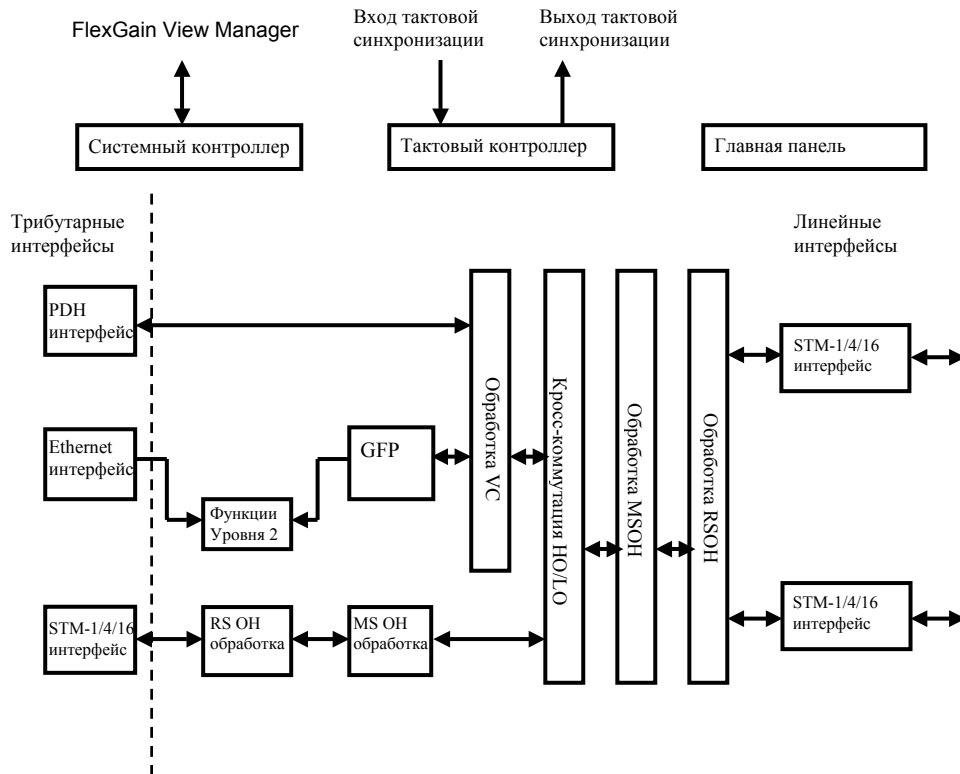 FlexGain View Manager
Вход тактовой
синхронизации
Выход тактовой
синхронизации
Системный контроллер
Тактовый контроллер
Главная панель
Трибутарные
интерфейсы
Линейные
интерфейсы
PDH
интерфейс
Ethernet
интерфейс
STM-1/4/16
интерфейс
Функции
Уровня 2
GFP
RS OH
обработка
MS OH
обработка
Обработка VC
Кросс-коммутация HO/LO
Обработка MSOH
Обработка RSOH
STM-1/4/16
интерфейс
STM-1/4/16
интерфейс